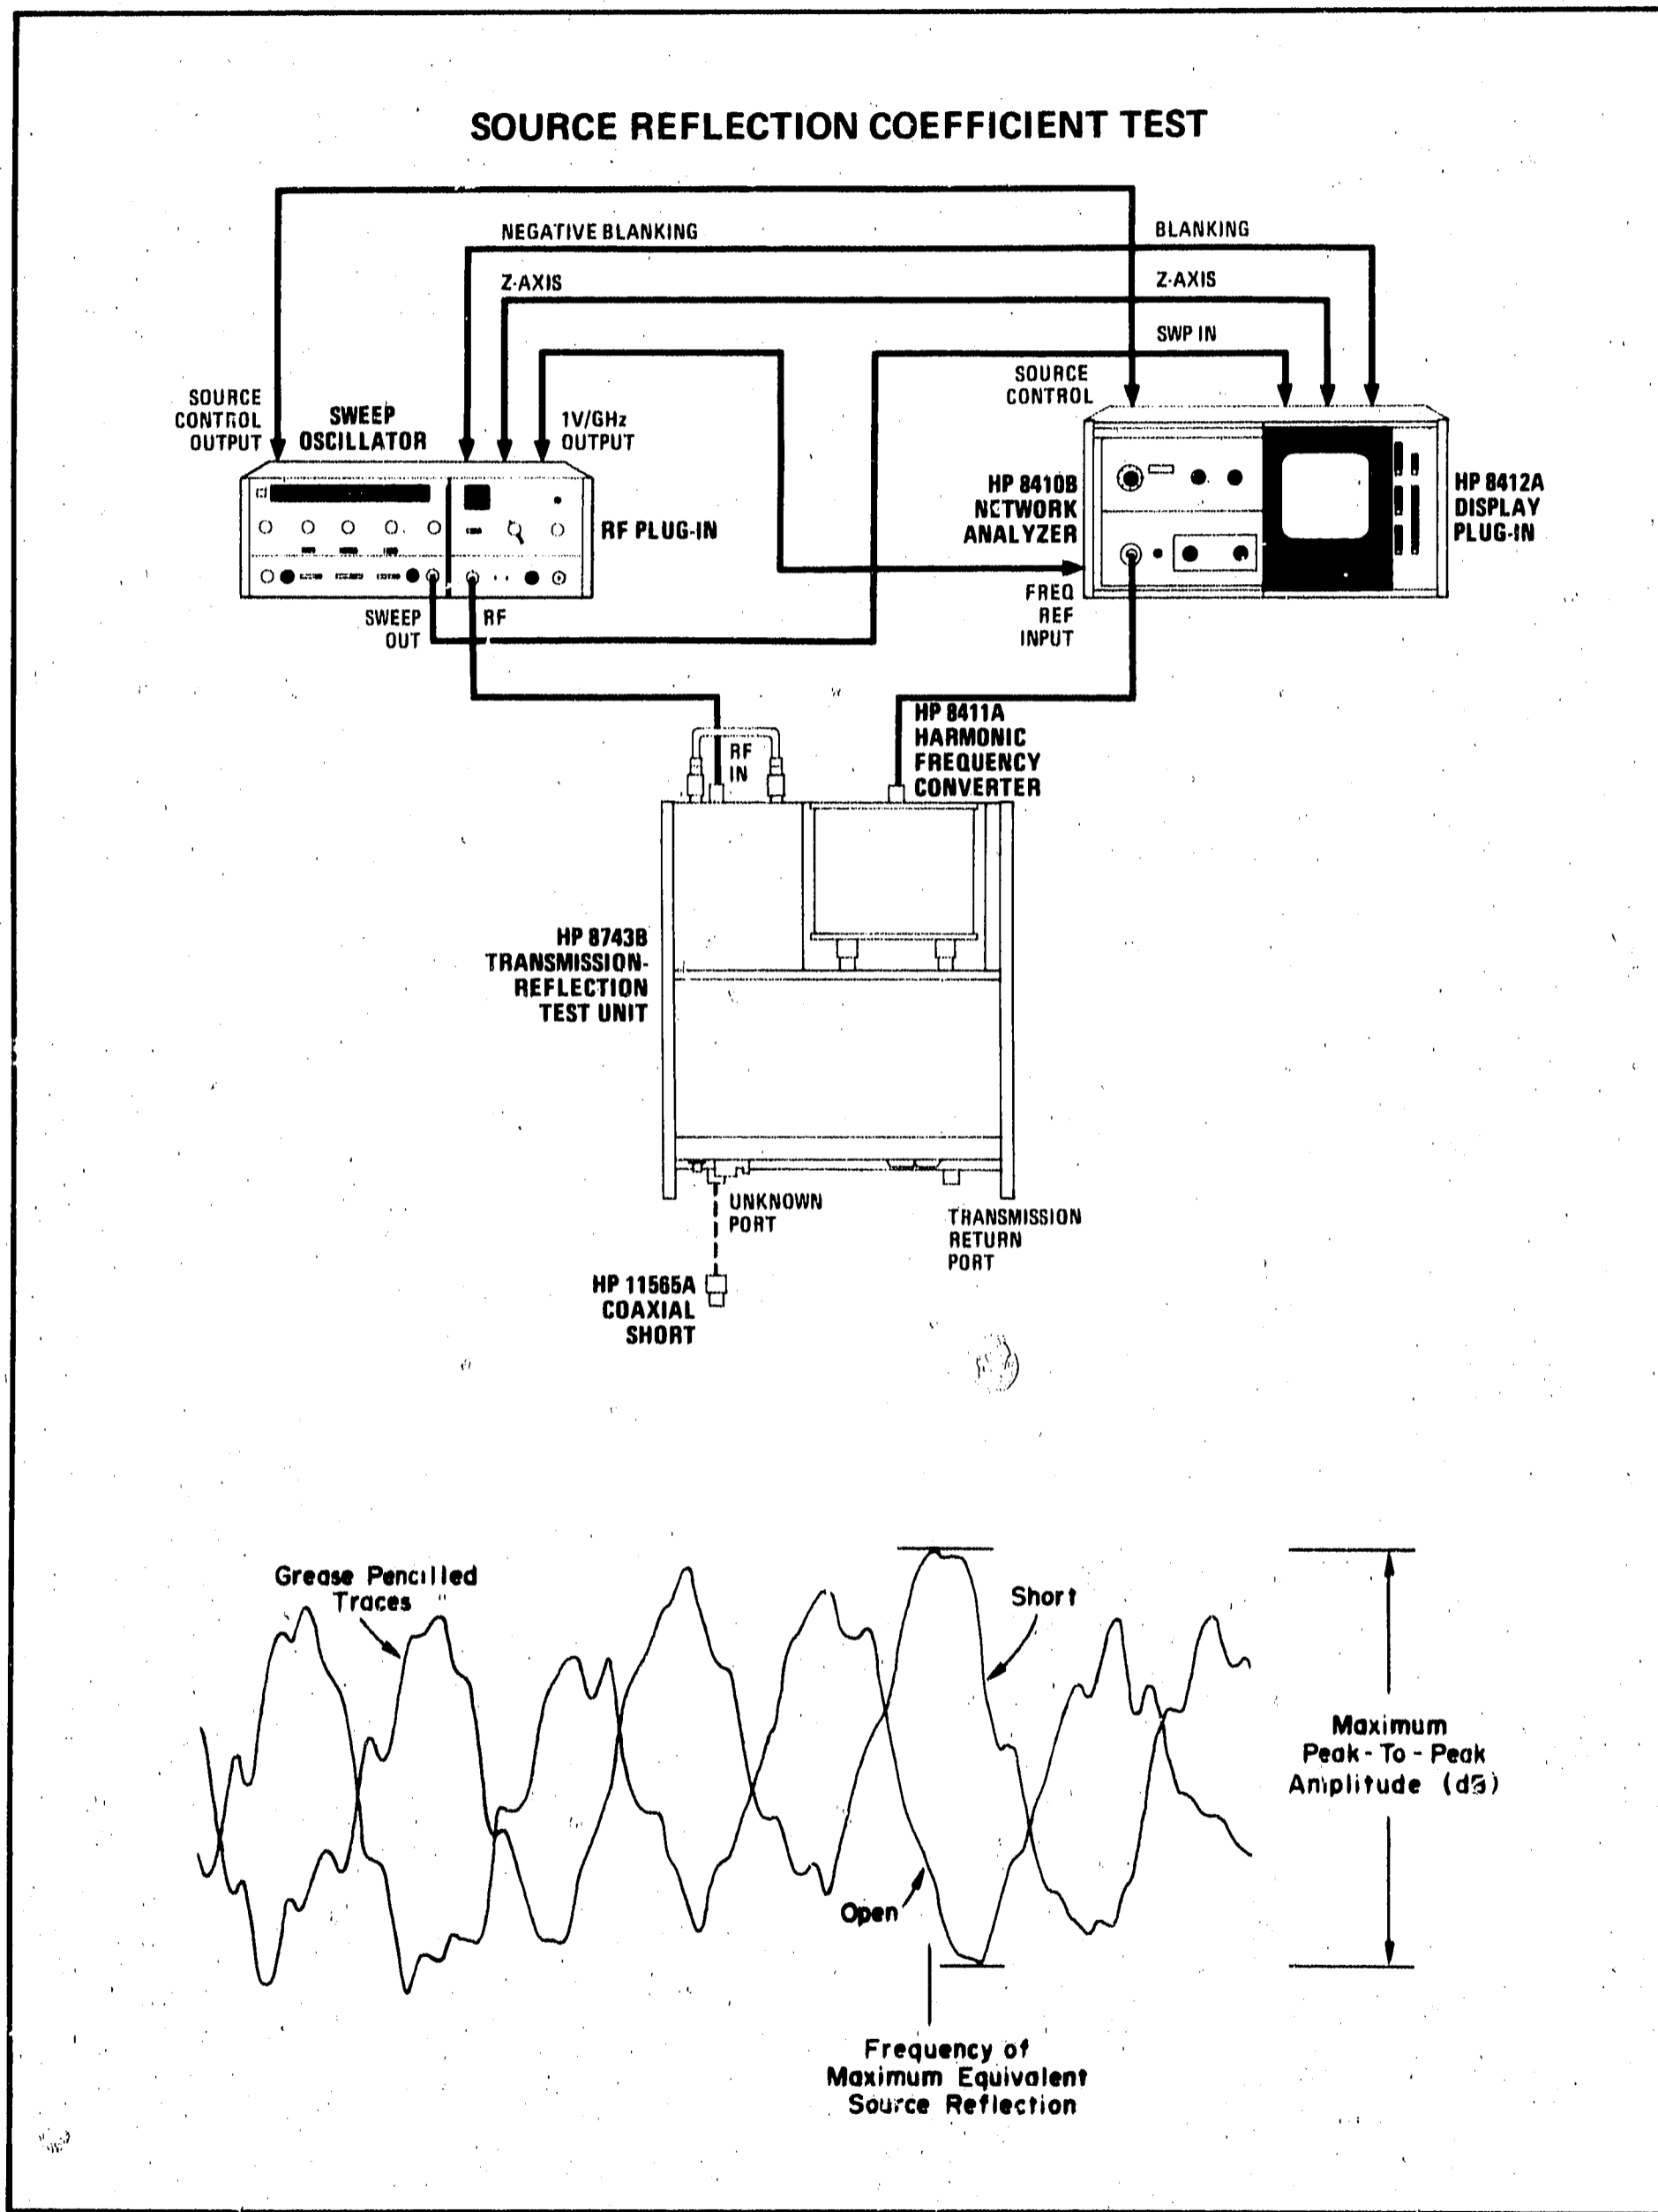 SOURCE REFLECTION COEFFICIENT TEST
NEGATIVE BLANKING
BLANKING
Z-AXIS
Z-AXIS
SWP IN
SOURCE
CONTROL
OUTPUT
SWEEP
OSCILLATOR
1V/GHz
OUTPUT
SOURCE
CONTROL
RF PLUG-IN
HP 8410B
NETWORK
ANALYZER
HP 8412A
DISPLAY
PLUG-IN
SWEEP
OUT
RF
FREQ
REF
INPUT
RF
IN
HP 8411A
HARMONIC
FREQUENCY
CONVERTER
HP 8743B
TRANSMISSION-
REFLECTION
TEST UNIT
UNKNOWN
PORT
TRANSMISSION
RETURN
PORT
HP 11565A
COAXIAL
SHORT
Grease Pencilled
Traces
Short
Maximum
Peak-To-Peak
Amplitude (dB)
Open
Frequency of
Maximum Equivalent
Source Reflection